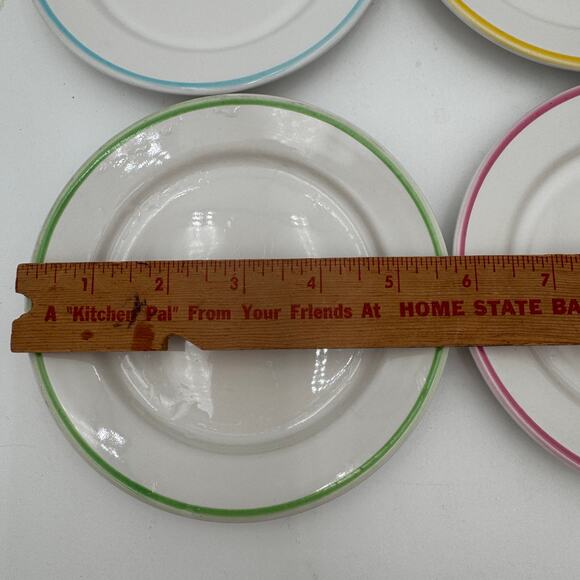 1 2 3 4 5 6 7
A "Kitchen Pal" From Your Friends At HOME STATE BA